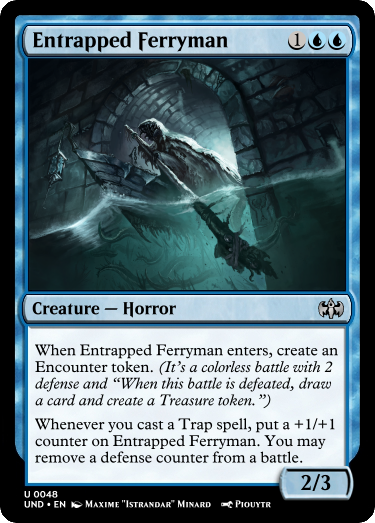 Entrapped Ferryman 1
Creature — Horror
When Entrapped Ferryman enters, create an
Encounter token. (It's a colorless battle with 2
defense and “When this battle is defeated, draw
a card and create a Treasure token.”)
Whenever you cast a Trap spell, put a +1/+1
counter on Entrapped Ferryman. You may
remove a defense counter from a battle.
2/3
U 0048
UND • EN Maxime "Istrandar" Minard Piouytr